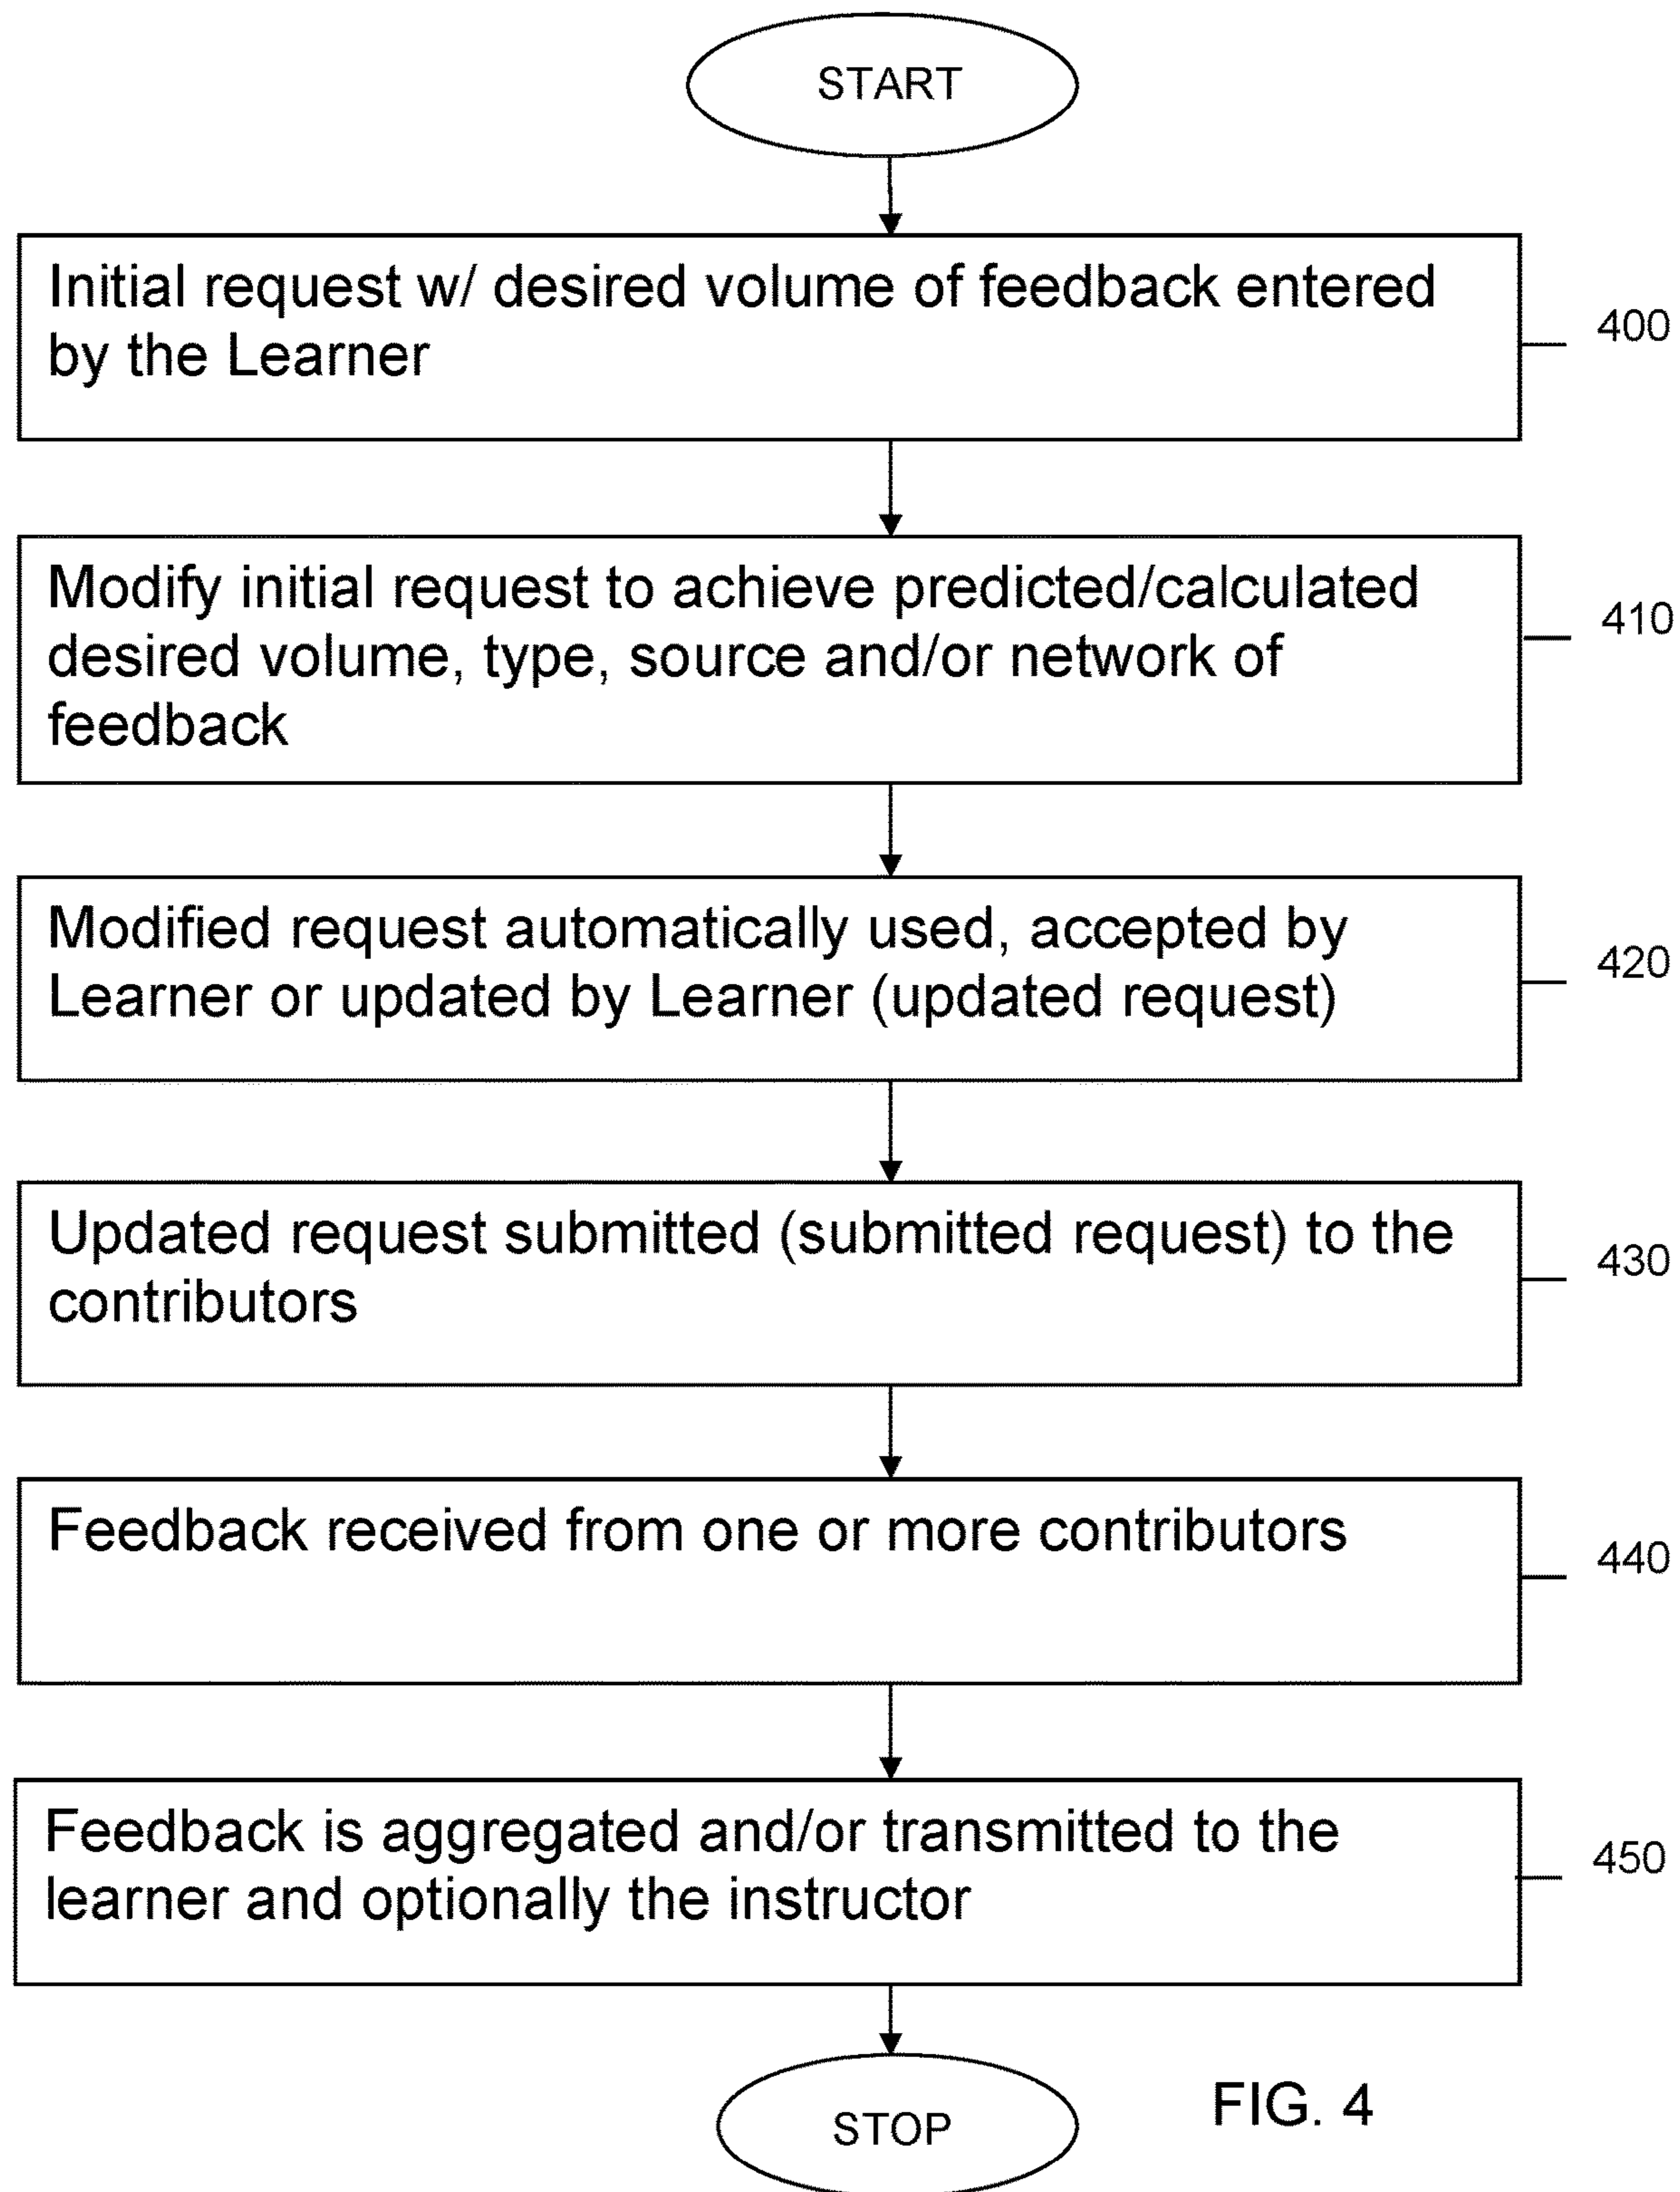 START
Initial request w/ desired volume of feedback entered
by the Learner
400
Modify initial request to achieve predicted/calculated
desired volume, type, source and/or network of
feedback
410
Modified request automatically used, accepted by
Learner or updated by Learner (updated request)
420
Updated request submitted (submitted request) to the
contributors
430
Feedback received from one or more contributors
440
Feedback is aggregated and/or transmitted to the
learner and optionally the instructor
450
STOP
FIG. 4